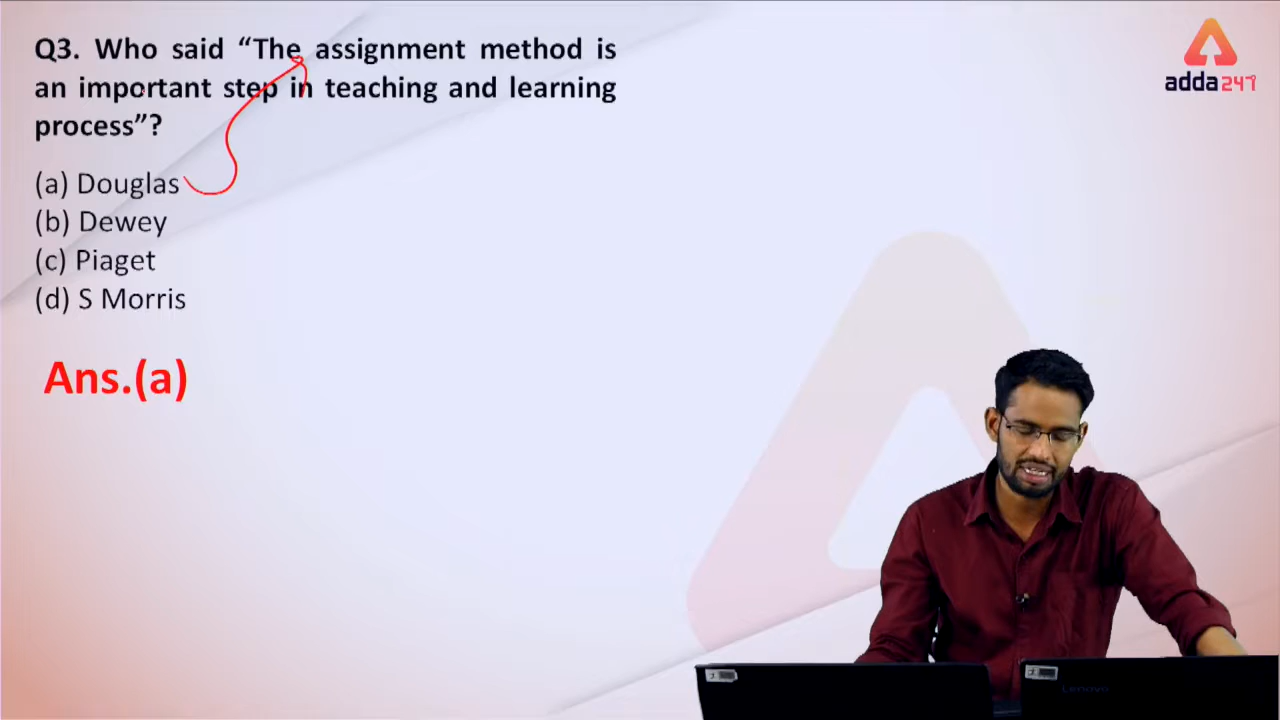 Q3. Who said “The assignment method is
an important step in teaching and learning
process”?
(a) Douglas
(b) Dewey
(c) Piaget
(d) S Morris
Ans.(a)
adda247
Lenovo